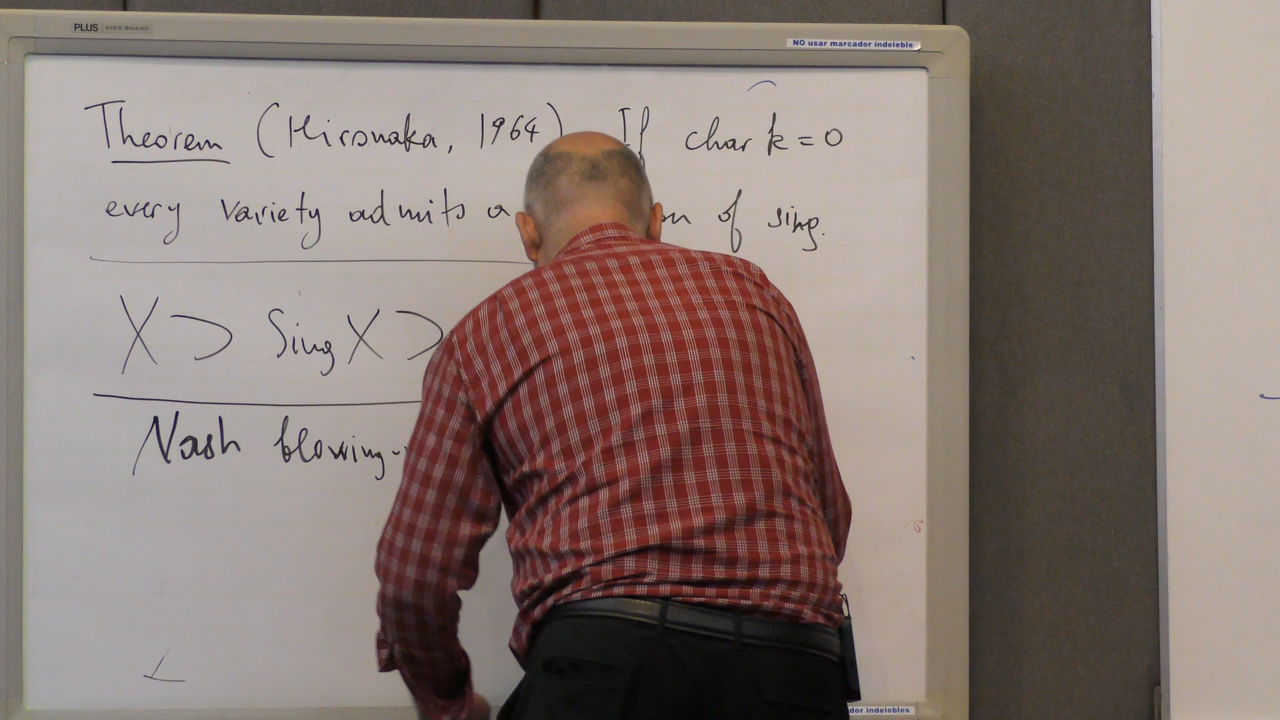 PLUS
NO usar marcador indeleble
Theorem (Hironaka, 1964) If char k = 0
every variety admits a of sing.
X ⊃ Sing X ⊃
Nash blowing-
dor indelebles